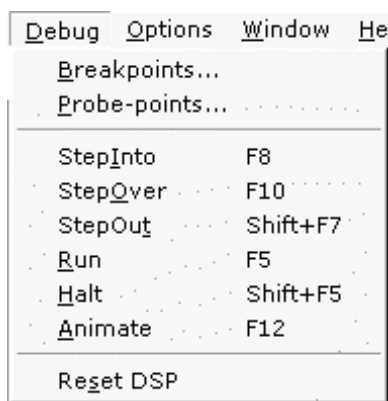 Debug Options Window He
Breakpoints...
Probe-points...
StepInto F8
StepOver F10
StepOut Shift+F7
Run F5
Halt Shift+F5
Animate F12
Reset DSP